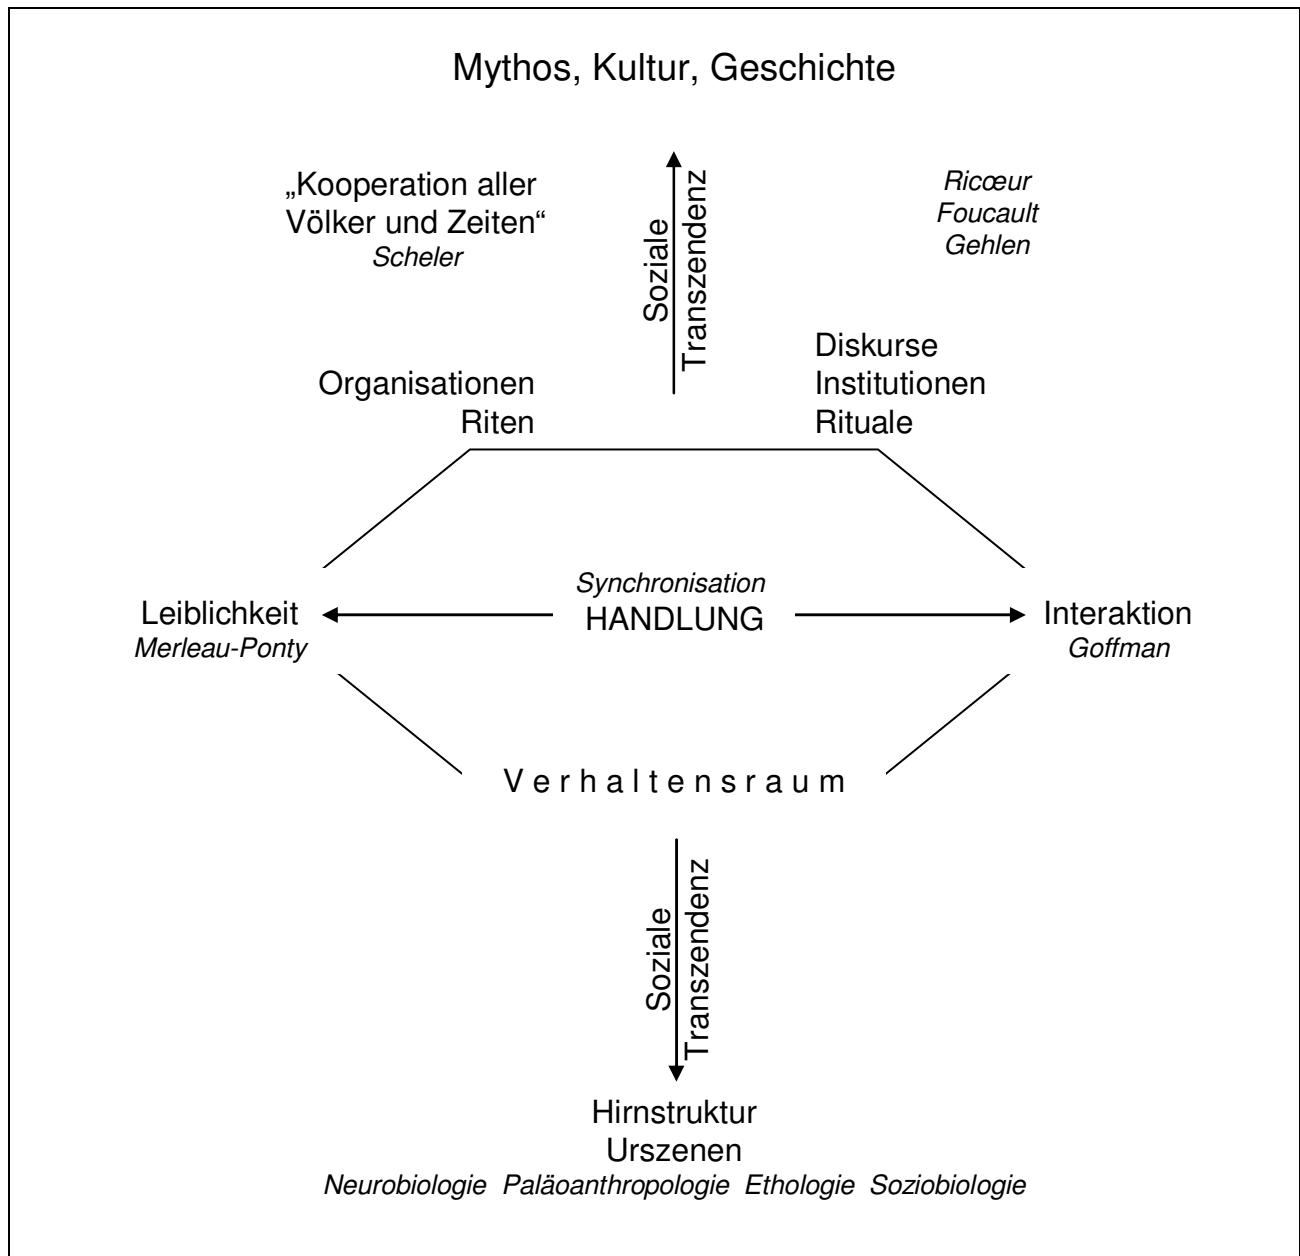 Mythos, Kultur, Geschichte
„Kooperation aller
Völker und Zeiten“
Scheler
Soziale
Transzendenz
Ricœur
Foucault
Gehlen
Organisationen
Riten
Diskurse
Institutionen
Rituale
Leiblichkeit
Merleau-Ponty
Synchronisation
HANDLUNG
Interaktion
Goffman
Verhaltensraum
Soziale
Transzendenz
Hirnstruktur
Urszenen
Neurobiologie Paläoanthropologie Ethologie Soziobiologie